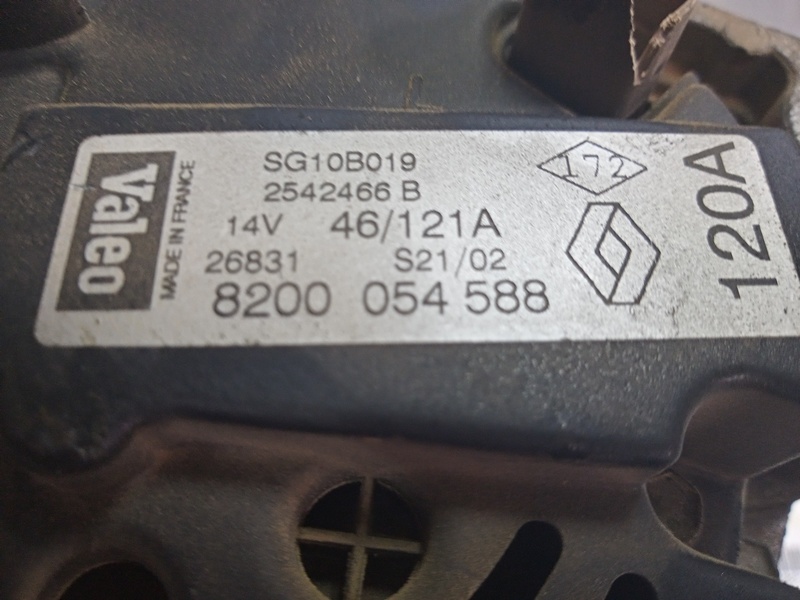 Valeo
MADE IN FRANCE
SG10B019
2542466 B
14V 46/121A
26831 S21/02
8200 054 588
172
120A